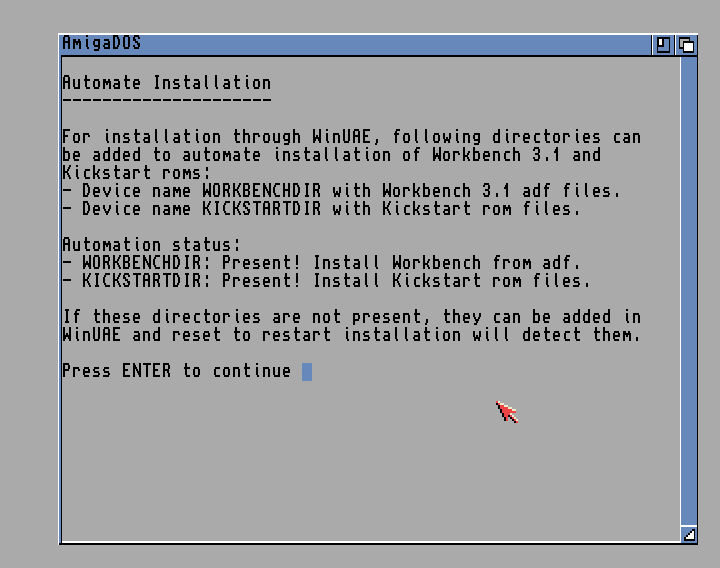 AmigaDOS
Automate Installation
---------------------
For installation through WinUAE, following directories can
be added to automate installation of Workbench 3.1 and
Kickstart roms:
- Device name WORKBENCHDIR with Workbench 3.1 adf files.
- Device name KICKSTARTDIR with Kickstart rom files.
Automation status:
- WORKBENCHDIR: Present! Install Workbench from adf.
- KICKSTARTDIR: Present! Install Kickstart rom files.
If these directories are not present, they can be added in
WinUAE and reset to restart installation will detect them.
Press ENTER to continue